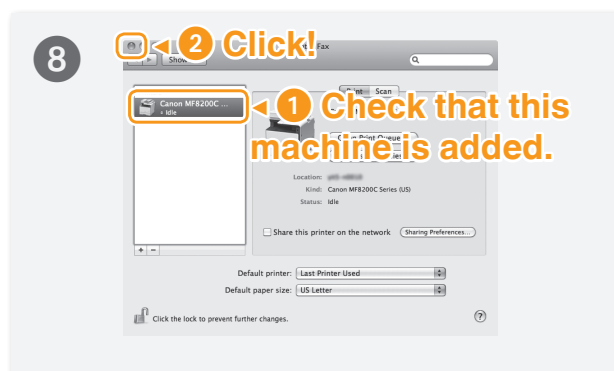 8
2 Click!
Fax
Show
Print Scan
Canon MF8200C ...
• Idle
1 Check that this
machine is added.
Location:
Kind: Canon MF8200C Series (US)
Status: Idle
Share this printer on the network
Sharing Preferences...
+ −
Default printer: Last Printer Used
Default paper size: US Letter
Click the lock to prevent further changes.
?